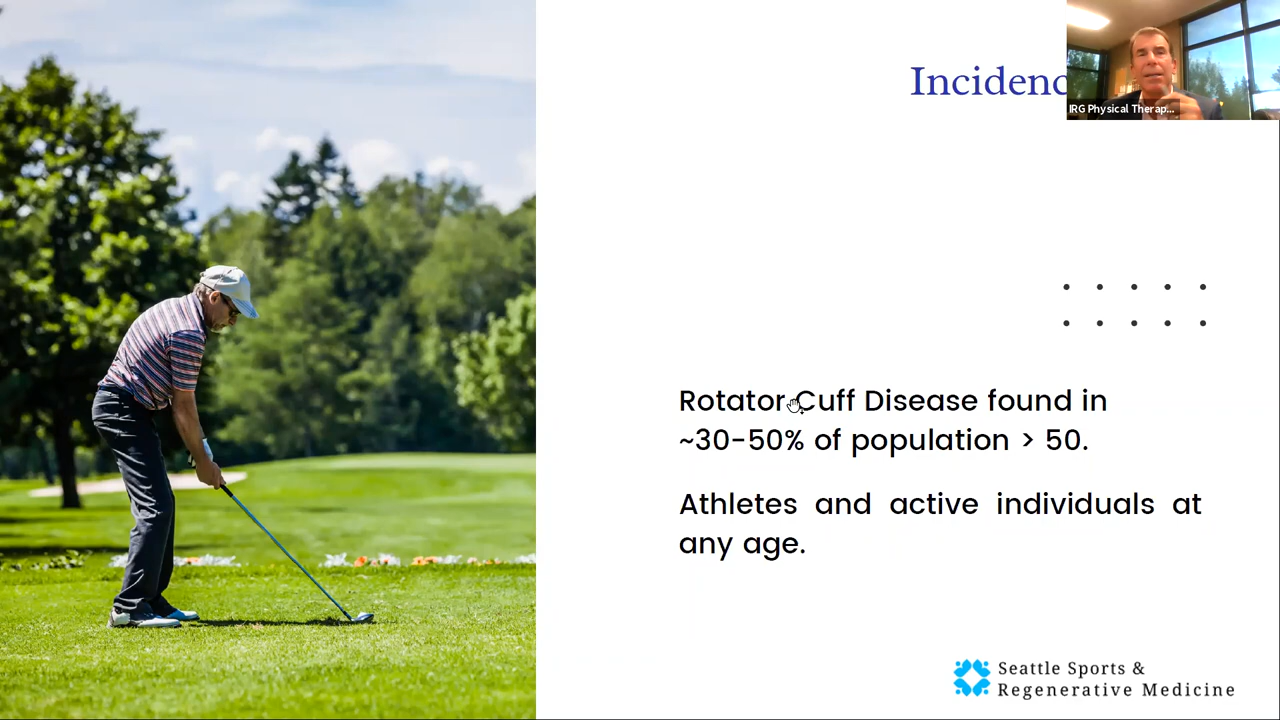 Incidenc
IRG Physical Therap...
Rotator Cuff Disease found in
~30-50% of population > 50.
Athletes and active individuals at
any age.
Seattle Sports &
Regenerative Medicine